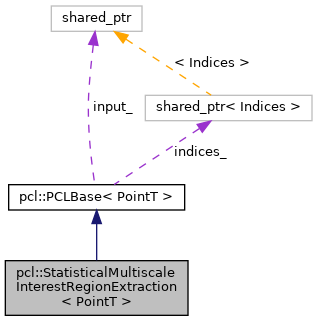 shared_ptr
< Indices >
input_
shared_ptr< Indices >
indices_
pcl::PCLBase< PointT >
pcl::StatisticalMultiscale
InterestRegionExtraction
< PointT >